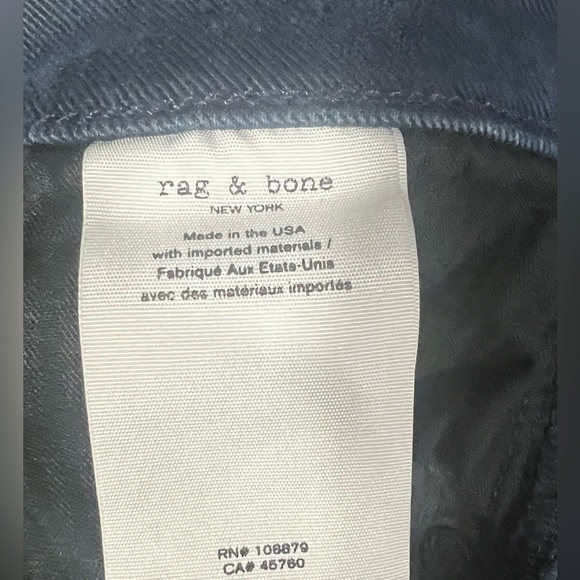 rag & bone
NEW YORK
Made in the USA
with imported materials /
Fabriqué Aux Etats-Unis
avec des matériaux importés
RN# 106879
CA# 45760